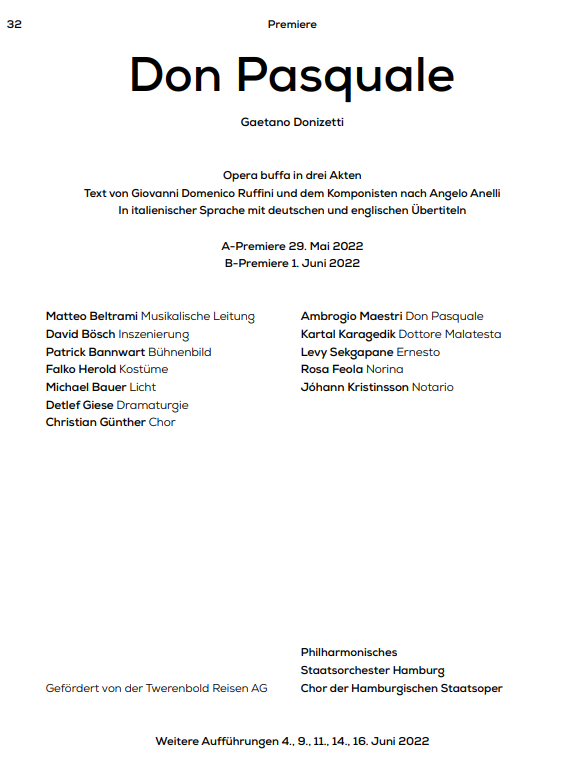 32
Premiere
Don Pasquale
Gaetano Donizetti
Opera buffa in drei Akten
Text von Giovanni Domenico Ruffini und dem Komponisten nach Angelo Anelli
In italienischer Sprache mit deutschen und englischen Übertiteln
A-Premiere 29. Mai 2022
B-Premiere 1. Juni 2022
Matteo Beltrami Musikalische Leitung
David Bösch Inszenierung
Patrick Bannwart Bühnenbild
Falko Herold Kostüme
Michael Bauer Licht
Detlef Giese Dramaturgie
Christian Günther Chor
Ambrogio Maestri Don Pasquale
Kartal Karagedik Dottore Malatesta
Levy Sekgapane Ernesto
Rosa Feola Norina
Jóhann Kristinsson Notario
Gefördert von der Twerenbold Reisen AG
Philharmonisches
Staatsorchester Hamburg
Chor der Hamburgischen Staatsoper
Weitere Aufführungen 4., 9., 11., 14., 16. Juni 2022